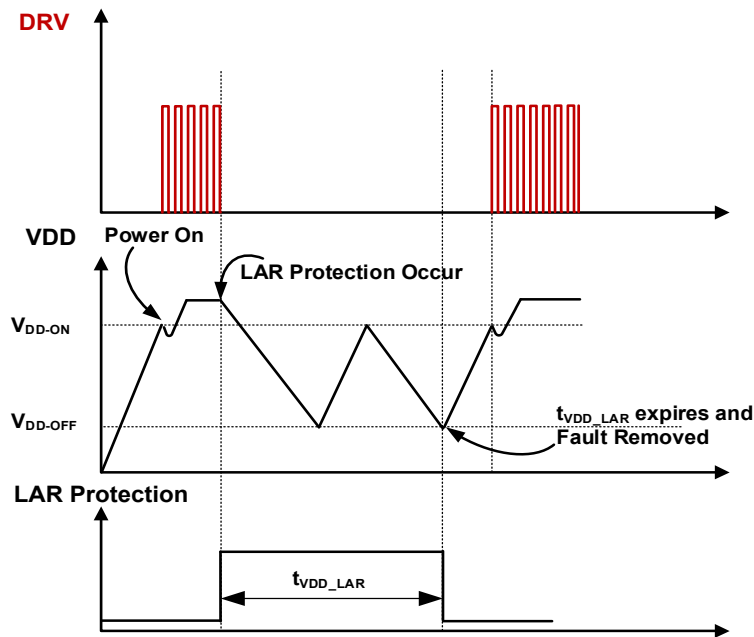 DRV
VDD
Power On
LAR Protection Occur
VDD-ON
VDD-OFF
tVDD_LAR expires and
Fault Removed
LAR Protection
tVDD_LAR